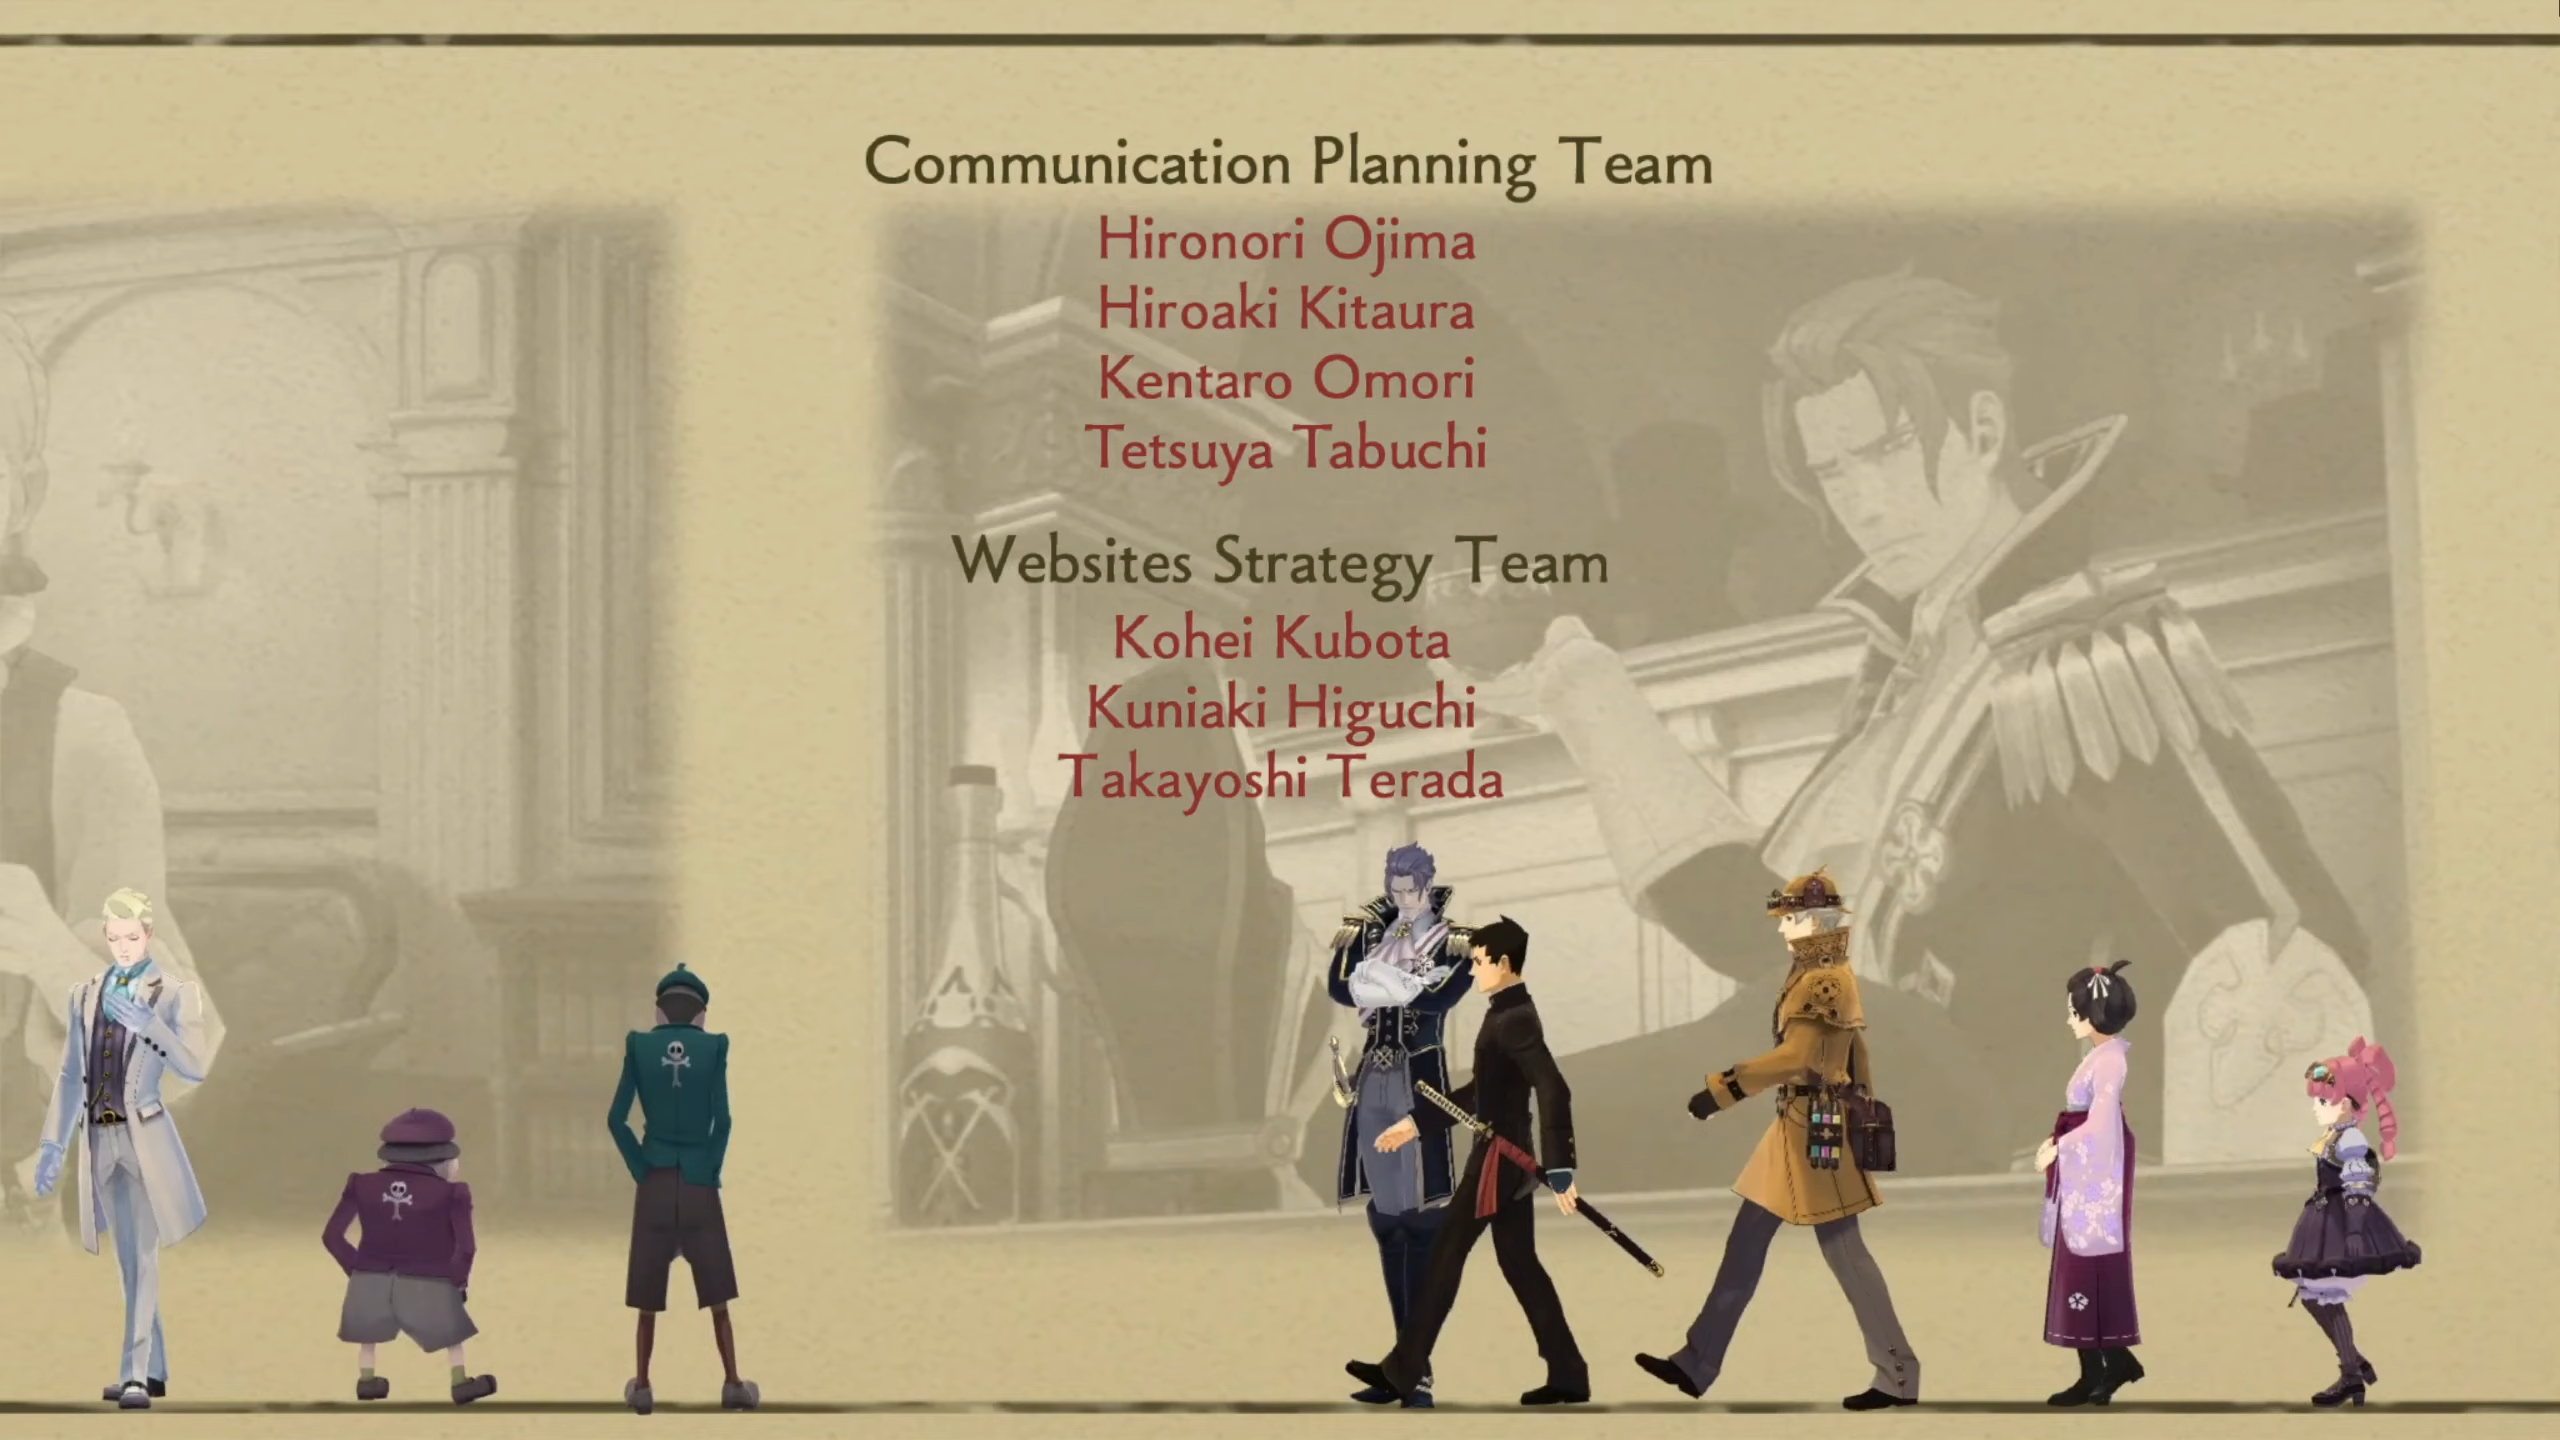 Communication Planning Team
Hironori Ojima
Hiroaki Kitaura
Kentaro Omori
Tetsuya Tabuchi
Websites Strategy Team
Kohei Kubota
Kuniaki Higuchi
Takayoshi Terada